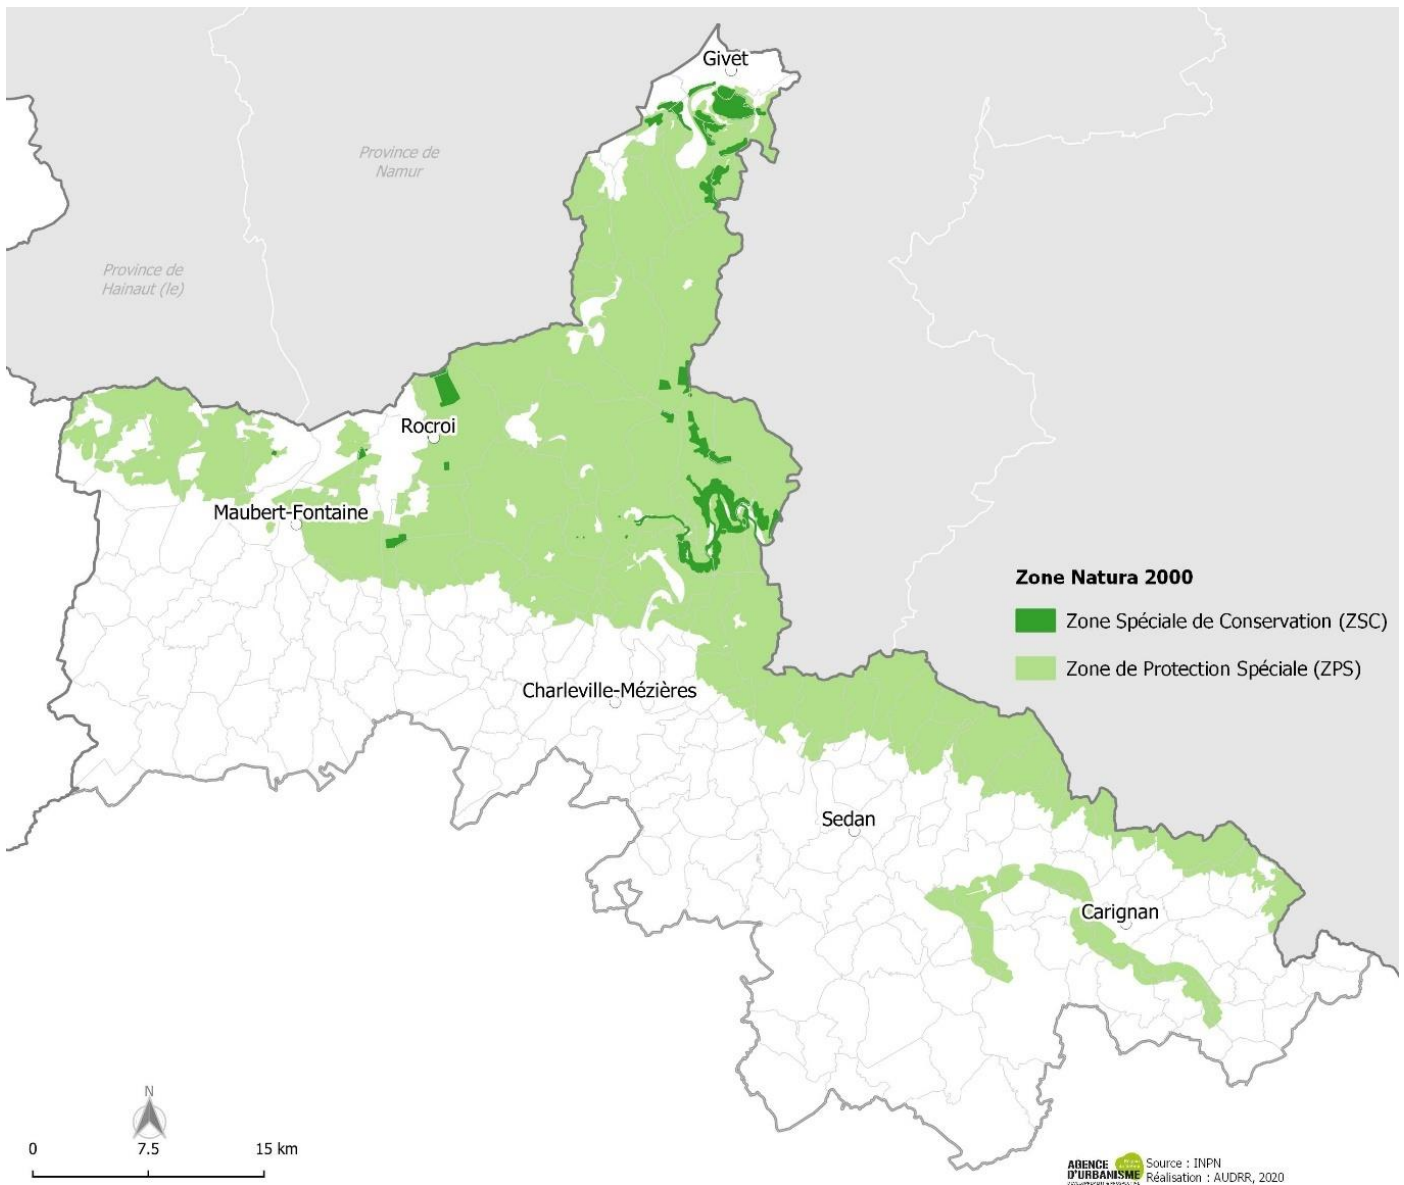 Givet
Province de
Namur
Province de
Hainaut (le)
Rocroi
Maubert-Fontaine
Zone Natura 2000
Zone Spéciale de Conservation (ZSC)
Zone de Protection Spéciale (ZPS)
Charleville-Mézières
Sedan
Carignan
N
0 7.5 15 km
AGENCE
D'URBANISME
Source : INPN
Réalisation : AUDRR, 2020